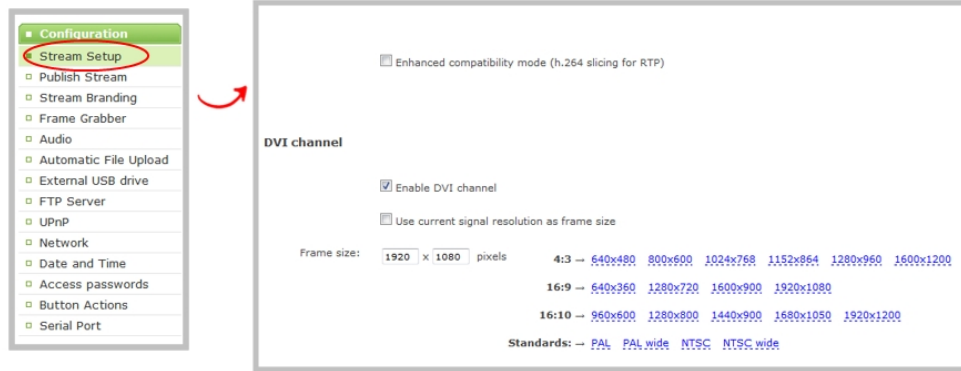 Configuration
Stream Setup
Publish Stream
Stream Branding
Frame Grabber
Audio
Automatic File Upload
External USB drive
FTP Server
UPnP
Network
Date and Time
Access passwords
Button Actions
Serial Port
Enhanced compatibility mode (h.264 slicing for RTP)
DVI channel
Enable DVI channel
Use current signal resolution as frame size
Frame size: 1920 x 1080 pixels 4:3 → 640x480 800x600 1024x768 1152x864 1280x960 1600x1200
16:9 → 640x360 1280x720 1600x900 1920x1080
16:10 → 960x600 1280x800 1440x900 1680x1050 1920x1200
Standards: → PAL PAL wide NTSC NTSC wide